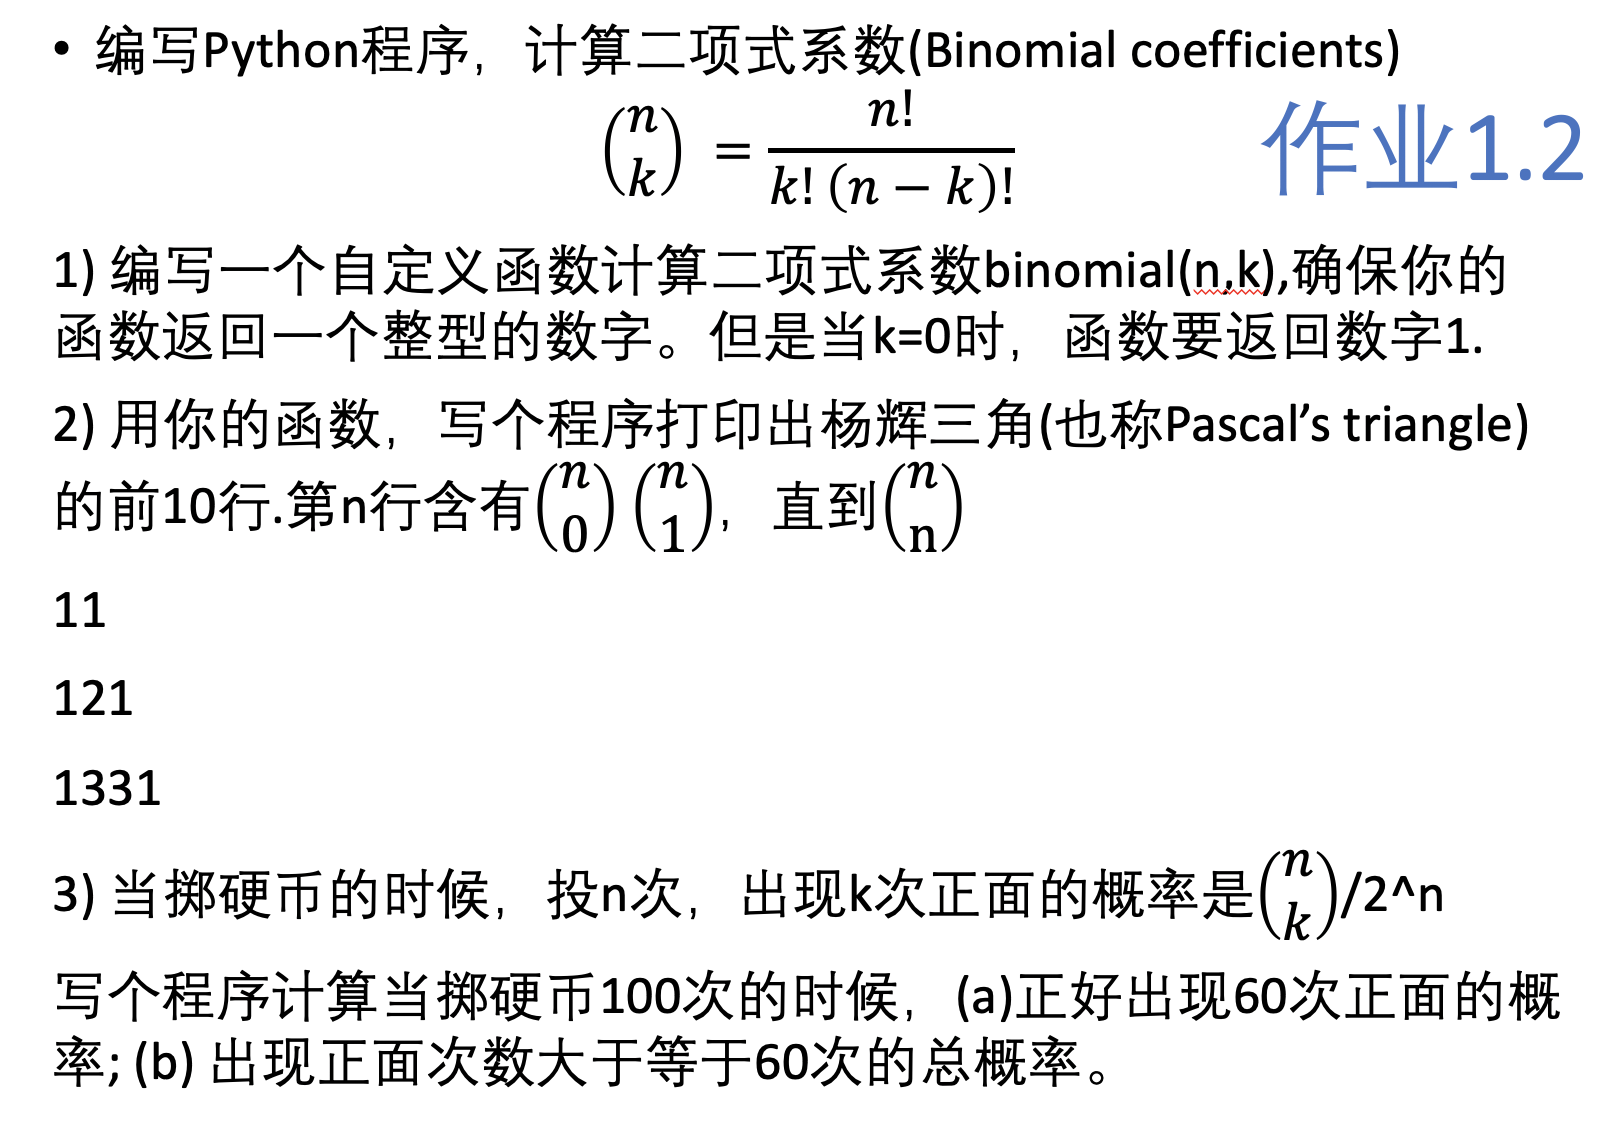 • 编写Python程序，计算二项式系数(Binomial coefficients)
(n k) = n! / k! (n − k)!
作业1.2
1) 编写一个自定义函数计算二项式系数binomial(n,k),确保你的
函数返回一个整型的数字。但是当k=0时，函数要返回数字1.
2) 用你的函数，写个程序打印出杨辉三角(也称Pascal’s triangle)
的前10行.第n行含有(n 0) (n 1)，直到(n n)
11
121
1331
3) 当掷硬币的时候，投n次，出现k次正面的概率是(n k)/2^n
写个程序计算当掷硬币100次的时候，(a)正好出现60次正面的概
率; (b) 出现正面次数大于等于60次的总概率。